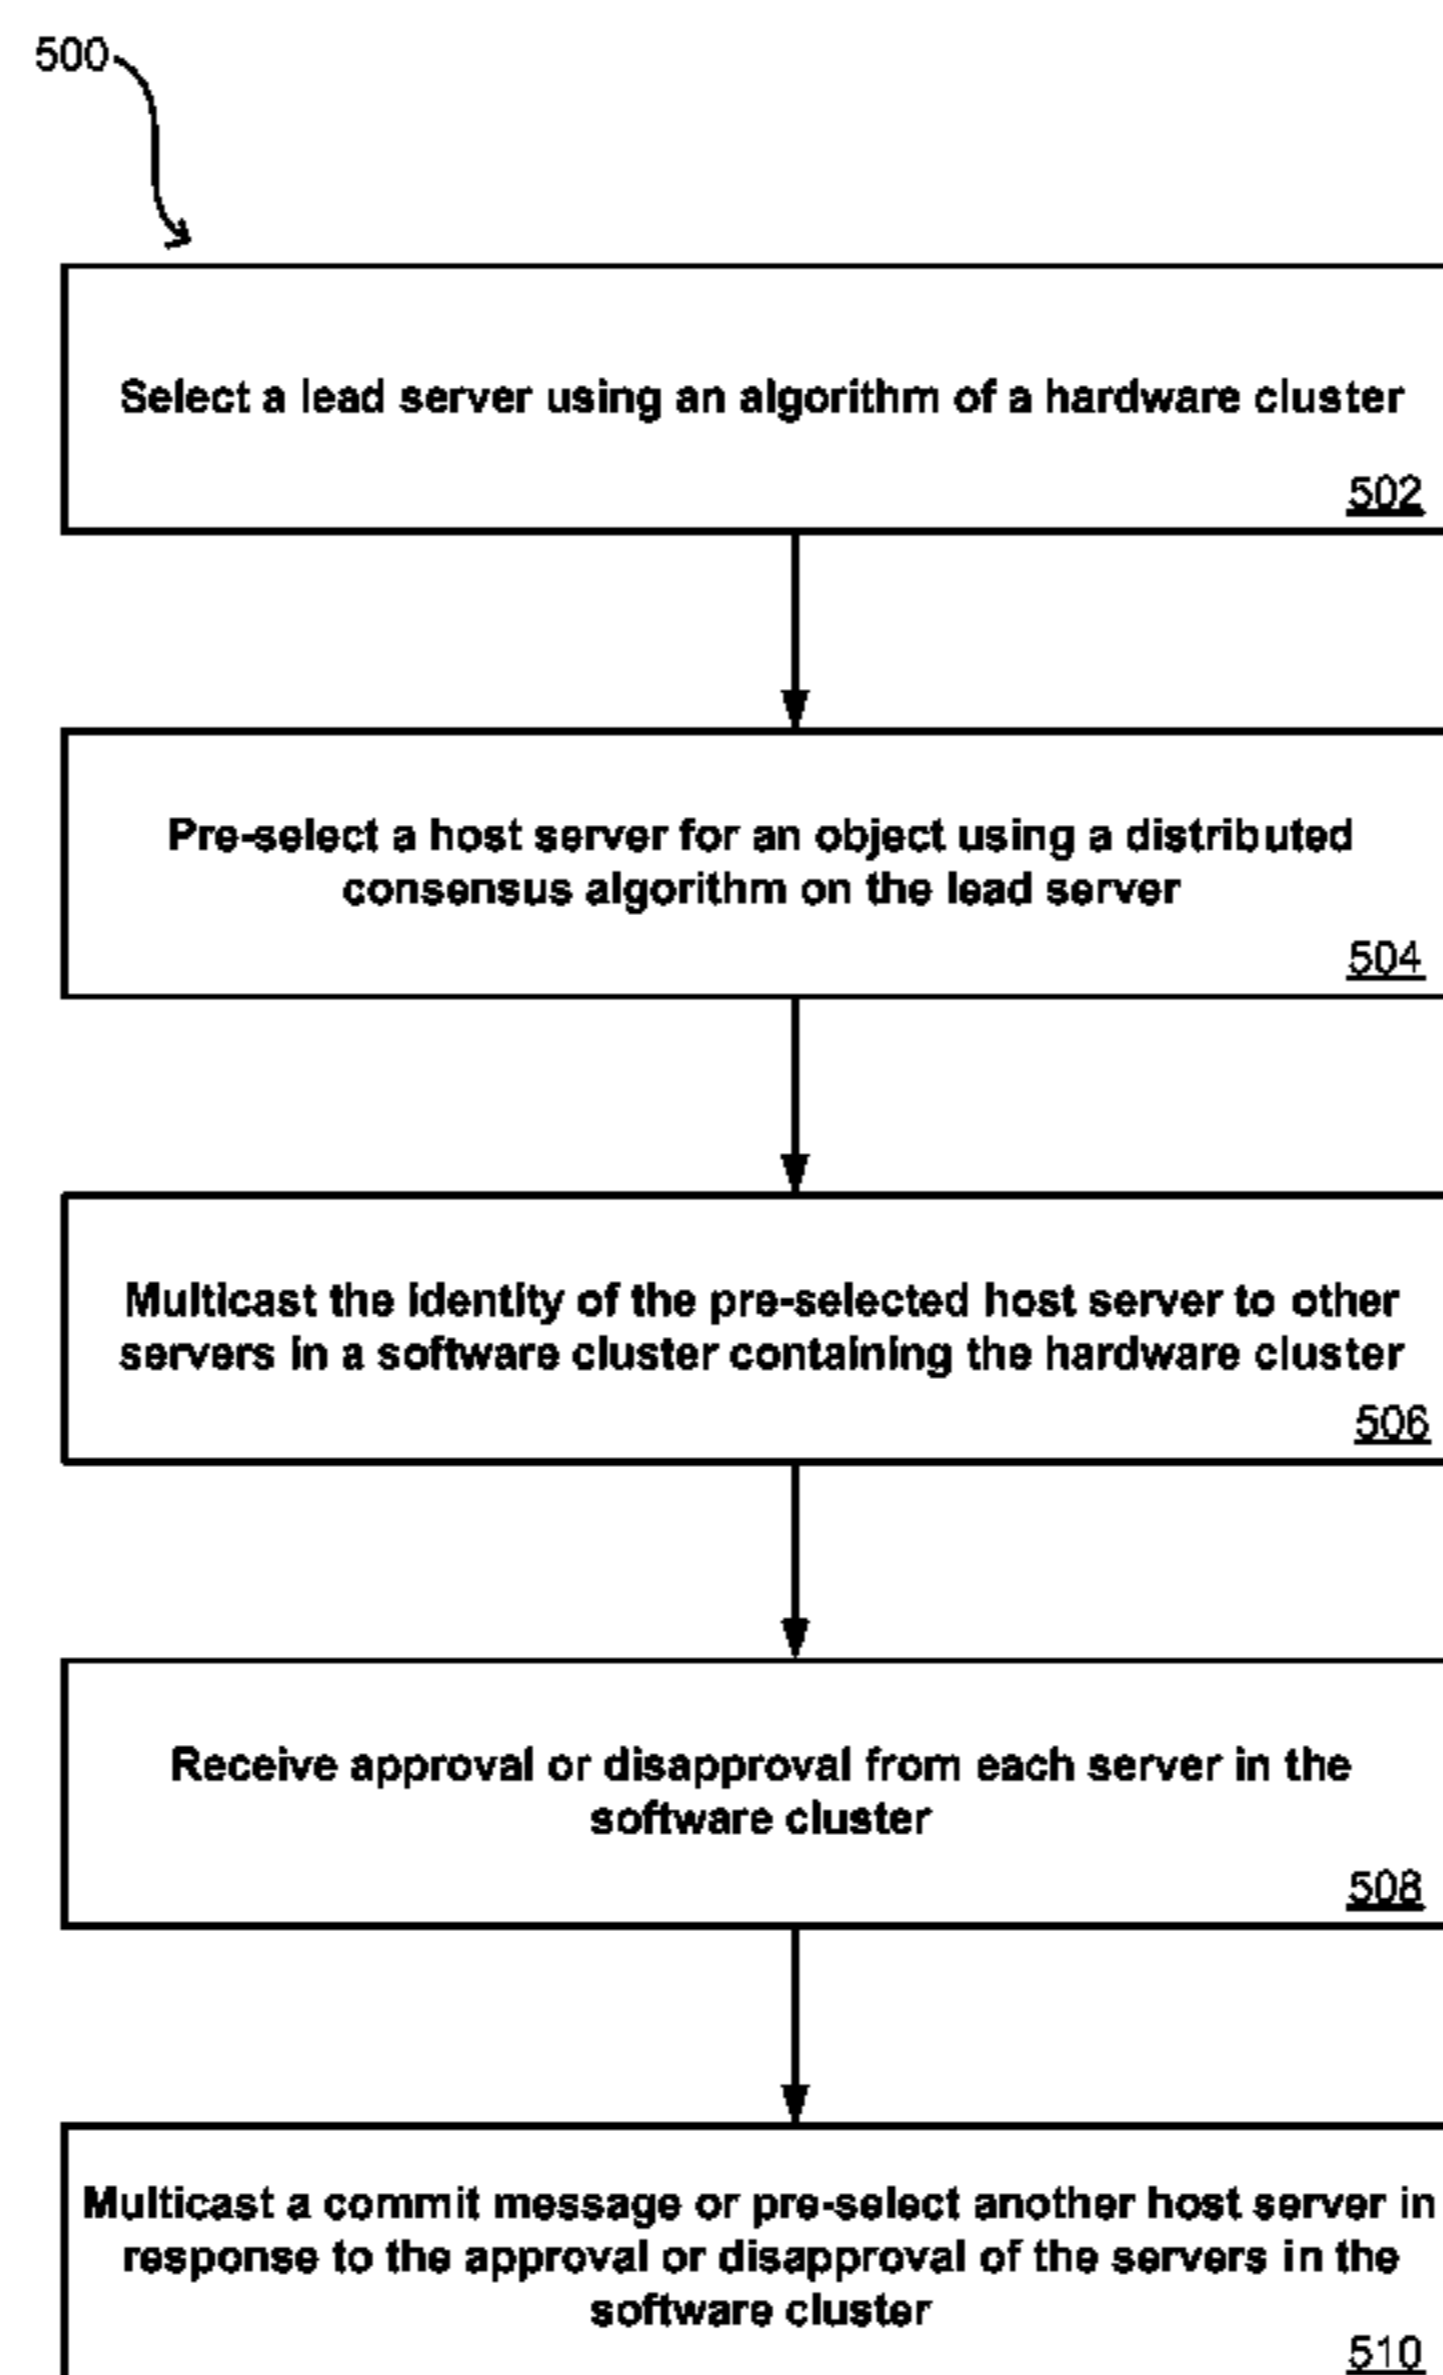 500
Select a lead server using an algorithm of a hardware cluster
502
Pre-select a host server for an object using a distributed
consensus algorithm on the lead server
504
Multicast the identity of the pre-selected host server to other
servers in a software cluster containing the hardware cluster
506
Receive approval or disapproval from each server in the
software cluster
508
Multicast a commit message or pre-select another host server in
response to the approval or disapproval of the servers in the
software cluster
510